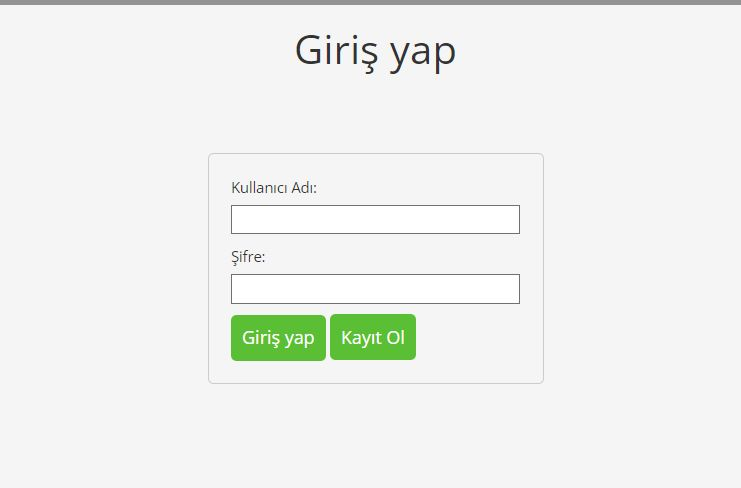 Giriş yap
Kullanıcı Adı:
Şifre:
Giriş yap Kayıt Ol